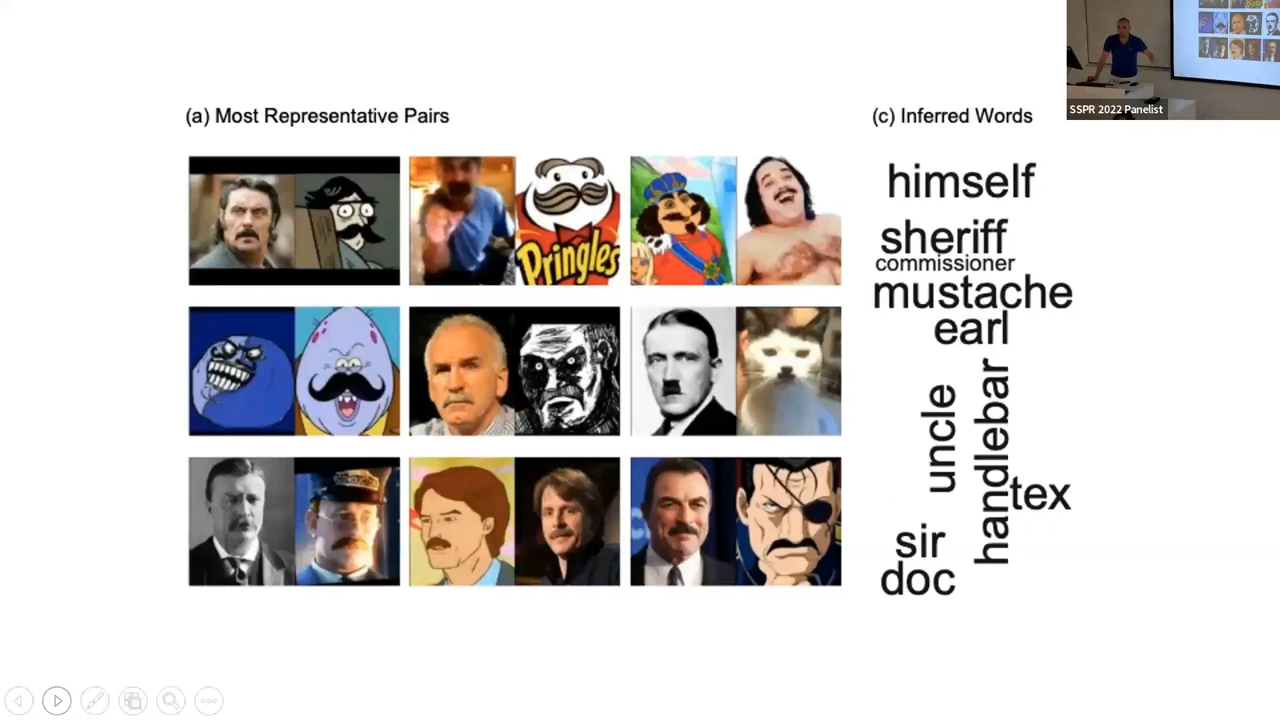 SSPR 2022 Panelist
(a) Most Representative Pairs
(c) Inferred Words
Pringles
CONDUCTOR
himself
sheriff
commissioner
mustache
earl
uncle
handlebar
tex
sir
doc